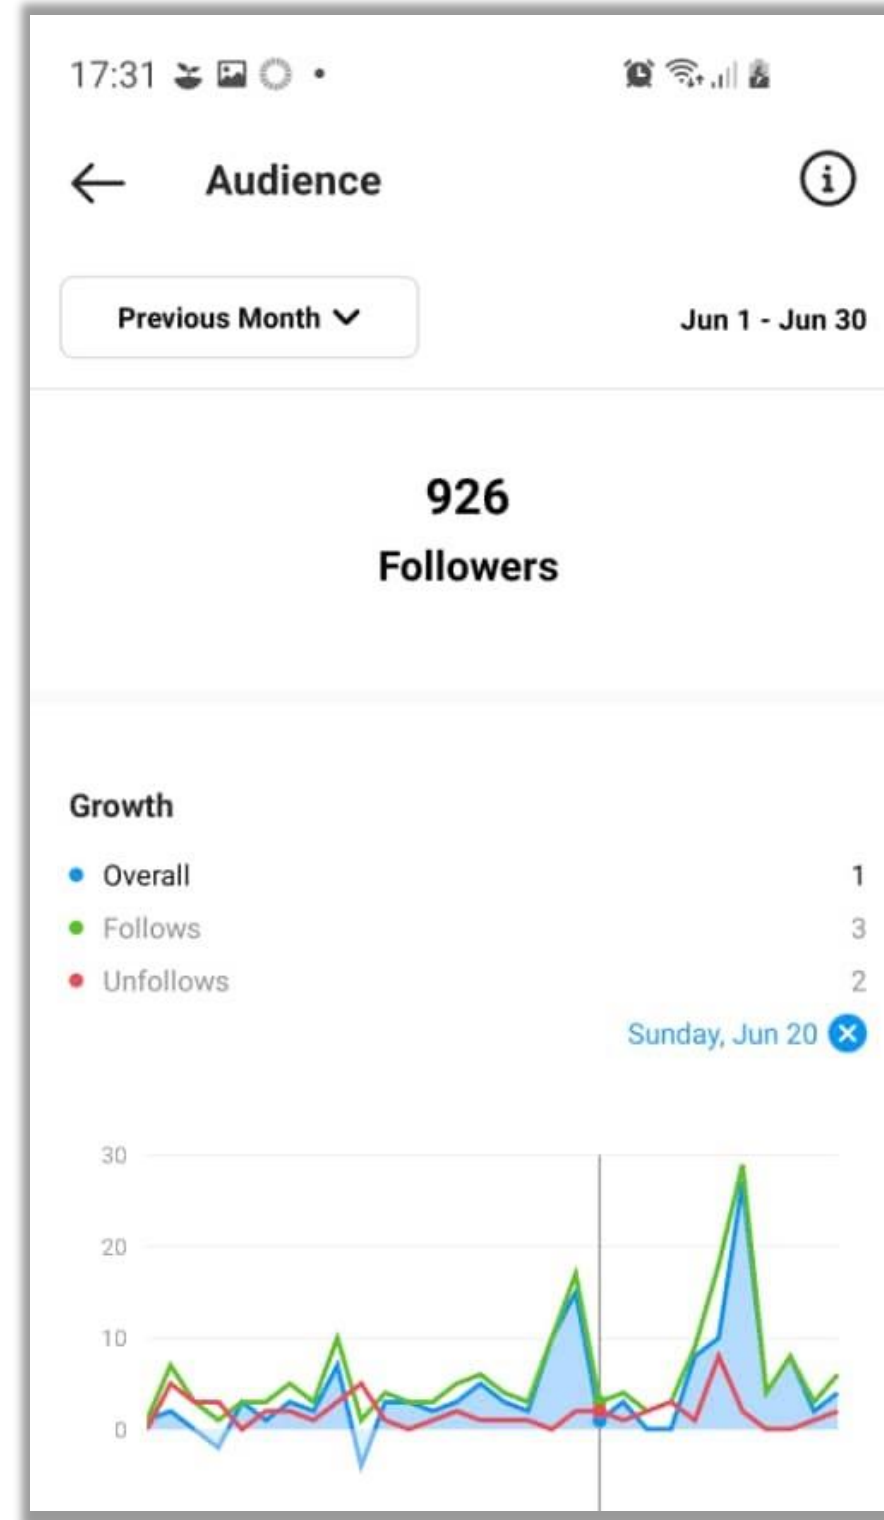 17:31
Audience
Previous Month
Jun 1 - Jun 30
926
Followers
Growth
Overall 1
Follows 3
Unfollows 2
Sunday, Jun 20
30
20
10
0